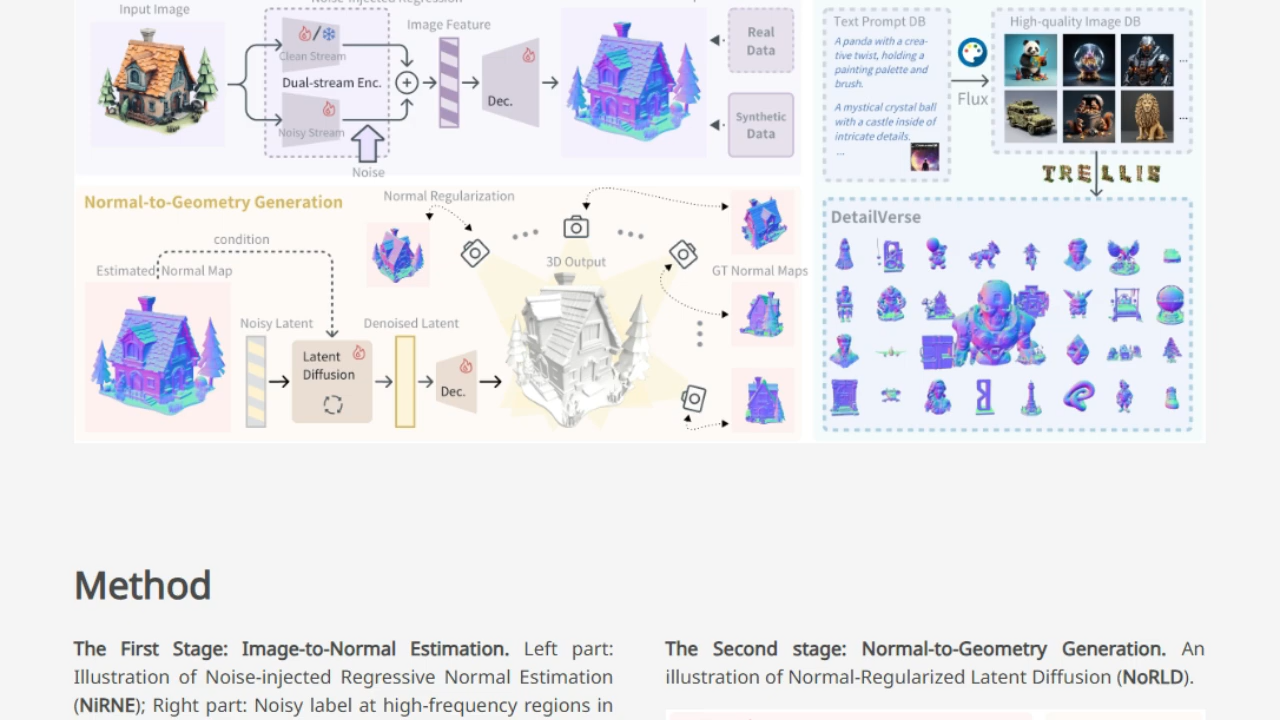 Noise-Injected Regression
Input Image
Clean Stream
Dual-stream Enc.
Noisy Stream
Noise
Image Feature
Dec.
Real
Data
Synthetic
Data
Normal-to-Geometry Generation
condition
Estimated Normal Map
Noisy Latent
Latent
Diffusion
Denoised Latent
Dec.
Normal Regularization
3D Output
GT Normal Maps
Text Prompt DB
A panda with a crea-
tive twist, holding a
painting palette and
brush.
A mystical crystal ball
with a castle inside of
intricate details.
...
Flux
High-quality Image DB
...
...
TRELLIS
DetailVerse
Method
The First Stage: Image-to-Normal Estimation. Left part:
Illustration of Noise-injected Regressive Normal Estimation
(NiRNE); Right part: Noisy label at high-frequency regions in
The Second stage: Normal-to-Geometry Generation. An
illustration of Normal-Regularized Latent Diffusion (NoRLD).